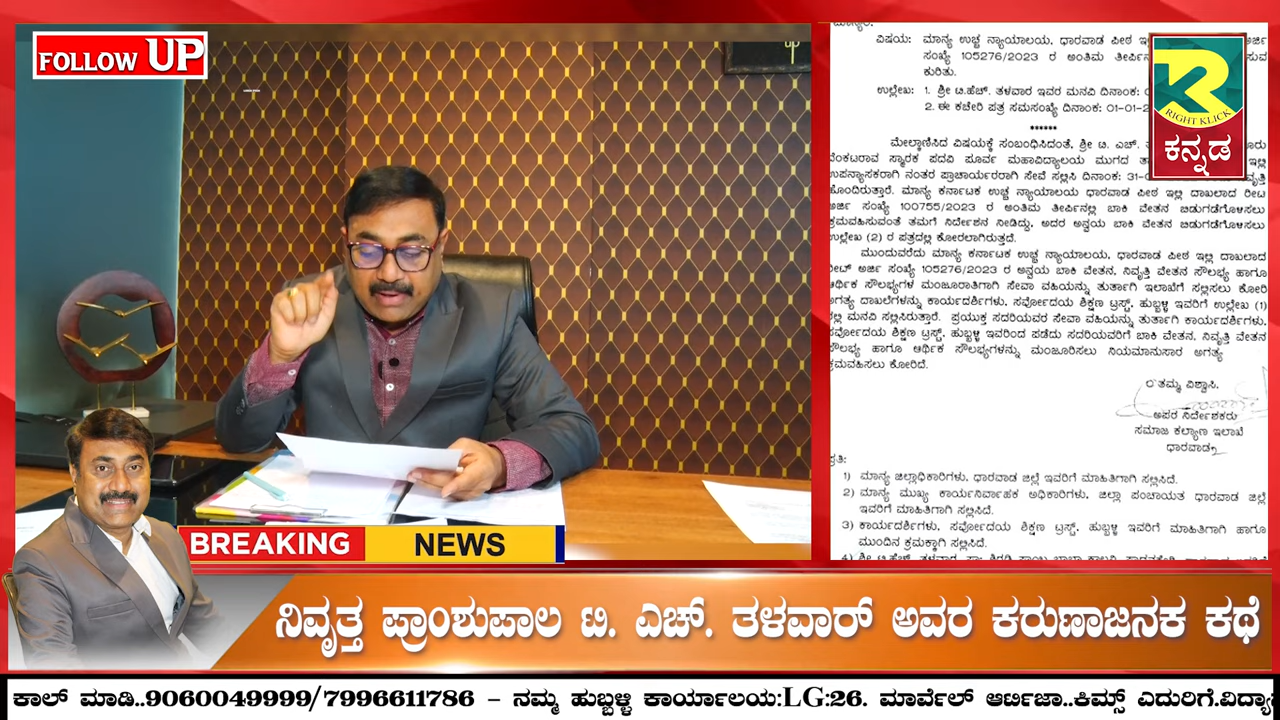 FOLLOW UP
UP
ವಿಷಯ: ಮಾನ್ಯ ಉಚ್ಚ ನ್ಯಾಯಾಲಯ, ಧಾರವಾಡ ಪೀಠ
ಅರ್ಜಿ
ಸಂಖ್ಯೆ 105276/2023 ರ ಅಂತಿಮ
ಕುರಿತು.
ಉಲ್ಲೇಖ: 1. ಶ್ರೀ ಟಿ.ಹೆಚ್. ತಳವಾರ ಇವರ ಮನವಿ ದಿನಾಂಕ:
2. ಈ ಕಚೇರಿ ಪತ್ರ ಸಮಸಂಖ್ಯೆ ದಿನಾಂಕ: 01-01-2
******
ಮೇಲ್ಕಾಣಿಸಿದ ವಿಷಯಕ್ಕೆ ಸಂಬಂಧಿಸಿದಂತೆ, ಶ್ರೀ ಟಿ. ಎಚ್.
ವೆಂಕಟರಾವ ಸ್ಮಾರಕ ಪದವಿ ಪೂರ್ವ ಮಹಾವಿದ್ಯಾಲಯ ಮುಗದ
ಇಲ್ಲಿ
ಉಪನ್ಯಾಸಕರಾಗಿ ನಂತರ ಪ್ರಾಚಾರ್ಯರರಾಗಿ ಸೇವೆ ಸಲ್ಲಿಸಿ ದಿನಾಂಕ: 31-0
ಹೊಂದಿರುತ್ತಾರೆ. ಮಾನ್ಯ ಕರ್ನಾಟಕ ಉಚ್ಚ ನ್ಯಾಯಾಲಯ ಧಾರವಾಡ ಪೀಠ ಇಲ್ಲಿ ದಾಖಲಾದ ರೀಟ
ಅರ್ಜಿ ಸಂಖ್ಯೆ 100755/2023 ರ ಅಂತಿಮ ತೀರ್ಪಿನಲ್ಲಿ ಬಾಕಿ ವೇತನ ಬಿಡುಗಡೆಗೊಳಿಸಲು
ಕ್ರಮವಹಿಸುವಂತೆ ತಮಗೆ ನಿರ್ದೇಶನ ನೀಡಿದ್ದು, ಅದರ ಅನ್ವಯ ಬಾಕಿ ವೇತನ ಬಿಡುಗಡೆಗೊಳಿಸಲು
ಉಲ್ಲೇಖ (2) ರ ಪತ್ರದಲ್ಲಿ ಕೋರಲಾಗಿರುತ್ತದೆ.
ಮುಂದುವರೆದು ಮಾನ್ಯ ಕರ್ನಾಟಕ ಉಚ್ಚ ನ್ಯಾಯಾಲಯ, ಧಾರವಾಡ ಪೀಠ ಇಲ್ಲಿ ದಾಖಲಾದ
ರೀಟ್ ಅರ್ಜಿ ಸಂಖ್ಯೆ 105276/2023 ರ ಅನ್ವಯ ಬಾಕಿ ವೇತನ, ನಿವೃತ್ತಿ ವೇತನ ಸೌಲಭ್ಯ ಹಾಗೂ
ಆರ್ಥಿಕ ಸೌಲಭ್ಯಗಳ ಮಂಜೂರಾತಿಗಾಗಿ ಸೇವಾ ವಹಿಯನ್ನು ತುರ್ತಾಗಿ ಇಲಾಖೆಗೆ ಸಲ್ಲಿಸಲು ಕೋರಿ
ಅಗತ್ಯ ದಾಖಲೆಗಳನ್ನು ಕಾರ್ಯದರ್ಶಿಗಳು, ಸರ್ವೋದಯ ಶಿಕ್ಷಣ ಟ್ರಸ್ಟ್, ಹುಬ್ಬಳ್ಳಿ ಇವರಿಗೆ ಉಲ್ಲೇಖ (1)
ರಲ್ಲಿ ಮನವಿ ಸಲ್ಲಿಸಿರುತ್ತಾರೆ. ಪ್ರಯುಕ್ತ ಸದರಿಯವರ ಸೇವಾ ವಹಿಯನ್ನು ತುರ್ತಾಗಿ ಕಾರ್ಯದರ್ಶಿಗಳು,
ಸರ್ವೋದಯ ಶಿಕ್ಷಣ ಟ್ರಸ್ಟ್, ಹುಬ್ಬಳ್ಳಿ ಇವರಿಂದ ಪಡೆದು ಸದರಿಯವರಿಗೆ ಬಾಕಿ ವೇತನ, ನಿವೃತ್ತಿ ವೇತನ
ಸೌಲಭ್ಯ ಹಾಗೂ ಆರ್ಥಿಕ ಸೌಲಭ್ಯಗಳನ್ನು ಮಂಜೂರಿಸಲು ನಿಯಮಾನುಸಾರ ಅಗತ್ಯ
ಕ್ರಮವಹಿಸಲು ಕೋರಿದೆ.
ತಮ್ಮ ವಿಶ್ವಾಸಿ,
ಅಪರ ನಿರ್ದೇಶಕರು
ಸಮಾಜ ಕಲ್ಯಾಣ ಇಲಾಖೆ
ಧಾರವಾಡ
ಪ್ರತಿ:
1) ಮಾನ್ಯ ಜಿಲ್ಲಾಧಿಕಾರಿಗಳು, ಧಾರವಾಡ ಜಿಲ್ಲೆ ಇವರಿಗೆ ಮಾಹಿತಿಗಾಗಿ ಸಲ್ಲಿಸಿದೆ.
2) ಮಾನ್ಯ ಮುಖ್ಯ ಕಾರ್ಯನಿರ್ವಾಹಕ ಅಧಿಕಾರಿಗಳು, ಜಿಲ್ಲಾ ಪಂಚಾಯತ ಧಾರವಾಡ ಜಿಲ್ಲೆ
ಇವರಿಗೆ ಮಾಹಿತಿಗಾಗಿ ಸಲ್ಲಿಸಿದೆ.
3) ಕಾರ್ಯದರ್ಶಿಗಳು, ಸರ್ವೋದಯ ಶಿಕ್ಷಣ ಟ್ರಸ್ಟ್, ಹುಬ್ಬಳ್ಳಿ ಇವರಿಗೆ ಮಾಹಿತಿಗಾಗಿ ಹಾಗೂ
ಮುಂದಿನ ಕ್ರಮಕ್ಕಾಗಿ ಸಲ್ಲಿಸಿದೆ.
RIGHT KLICK
ಕನ್ನಡ
BREAKING NEWS
ನಿವೃತ್ತ ಪ್ರಾಂಶುಪಾಲ ಟಿ. ಎಚ್. ತಳವಾರ್ ಅವರ ಕರುಣಾಜನಕ ಕಥೆ
ಕಾಲ್ ಮಾಡಿ..9060049999/7996611786 - ನಮ್ಮ ಹುಬ್ಬಳ್ಳಿ ಕಾರ್ಯಾಲಯ:LG:26. ಮಾರ್ವೆಲ್ ಆರ್ಟಿಜಾ..ಕಿಮ್ಸ್ ಎದುರಿಗೆ.ವಿದ್ಯಾ